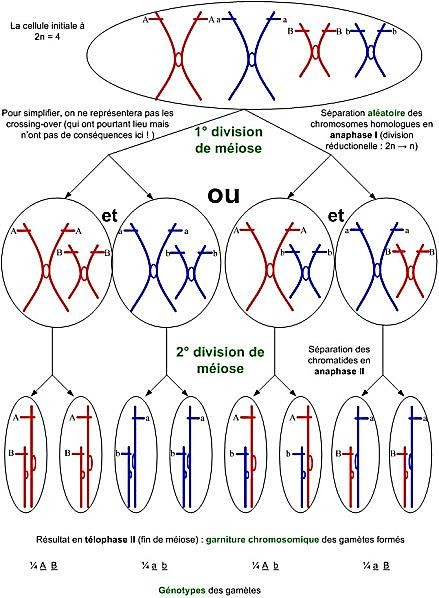 La cellule initiale à
2n = 4
A A a a B B b b
Pour simplifier, on ne représentera pas les
crossing-over (qui ont pourtant lieu mais
n'ont pas de conséquences ici ! )
1° division
de méiose
Séparation aléatoire des
chromosomes homologues en
anaphase I (division
réductionelle : 2n → n)
et
ou
et
A A B B
a a b b
A A b b
a a B B
2° division de
méiose
Séparation des
chromatides en
anaphase II
A A a a A A a a
B B b b b b B B
Résultat en télophase II (fin de méiose) : garniture chromosomique des gamètes formés
¼ A B ¼ a b ¼ A b ¼ a B
Génotypes des gamètes